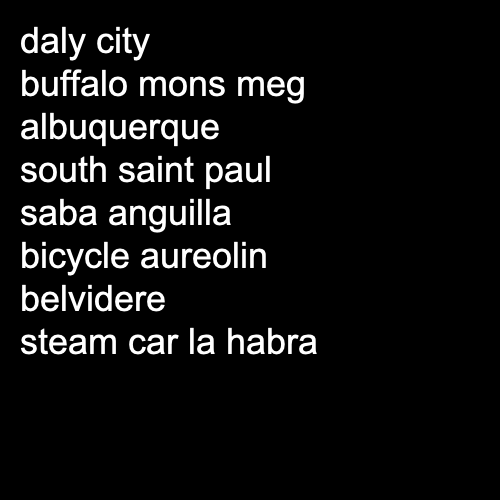 daly city
buffalo mons meg
albuquerque
south saint paul
saba anguilla
bicycle aureolin
belvidere
steam car la habra